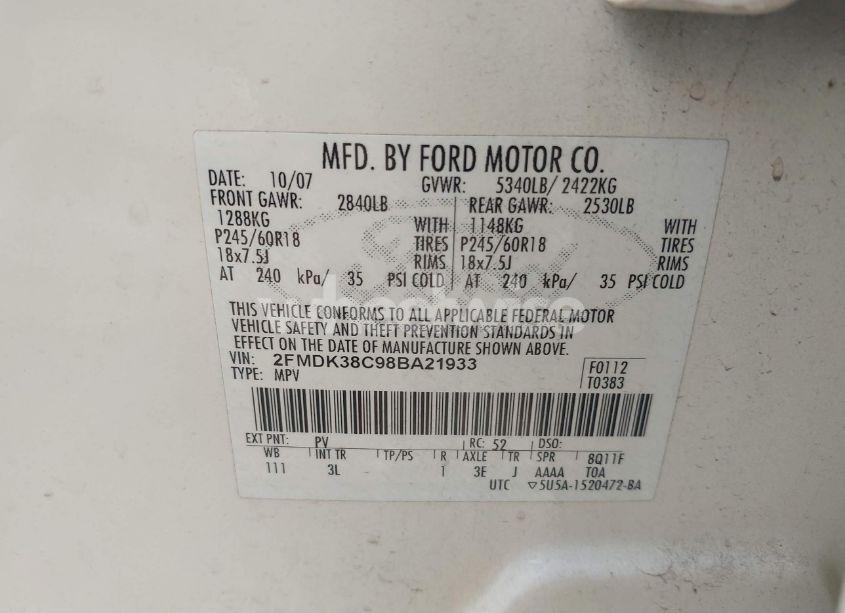 MFD. BY FORD MOTOR CO.
DATE: 10/07 GVWR: 5340LB/ 2422KG
FRONT GAWR: 2840LB REAR GAWR: 2530LB
1288KG WITH 1148KG WITH
P245/60R18 TIRES P245/60R18 TIRES
18x7.5J RIMS 18x7.5J RIMS
AT 240 kPa/ 35 PSI COLD AT 240 kPa/ 35 PSI COLD
THIS VEHICLE CONFORMS TO ALL APPLICABLE FEDERAL MOTOR
VEHICLE SAFETY AND THEFT PREVENTION STANDARDS IN
EFFECT ON THE DATE OF MANUFACTURE SHOWN ABOVE.
VIN: 2FMDK38C98BA21933 F0112
TYPE: MPV T0383
EXT PNT: PV RC: 52 DSO:
WB INT TR TP/PS R AXLE TR SPR 8Q11F
111 3L 1 3E J AAAA TOA
UTC ▽5U5A-1520472-BA